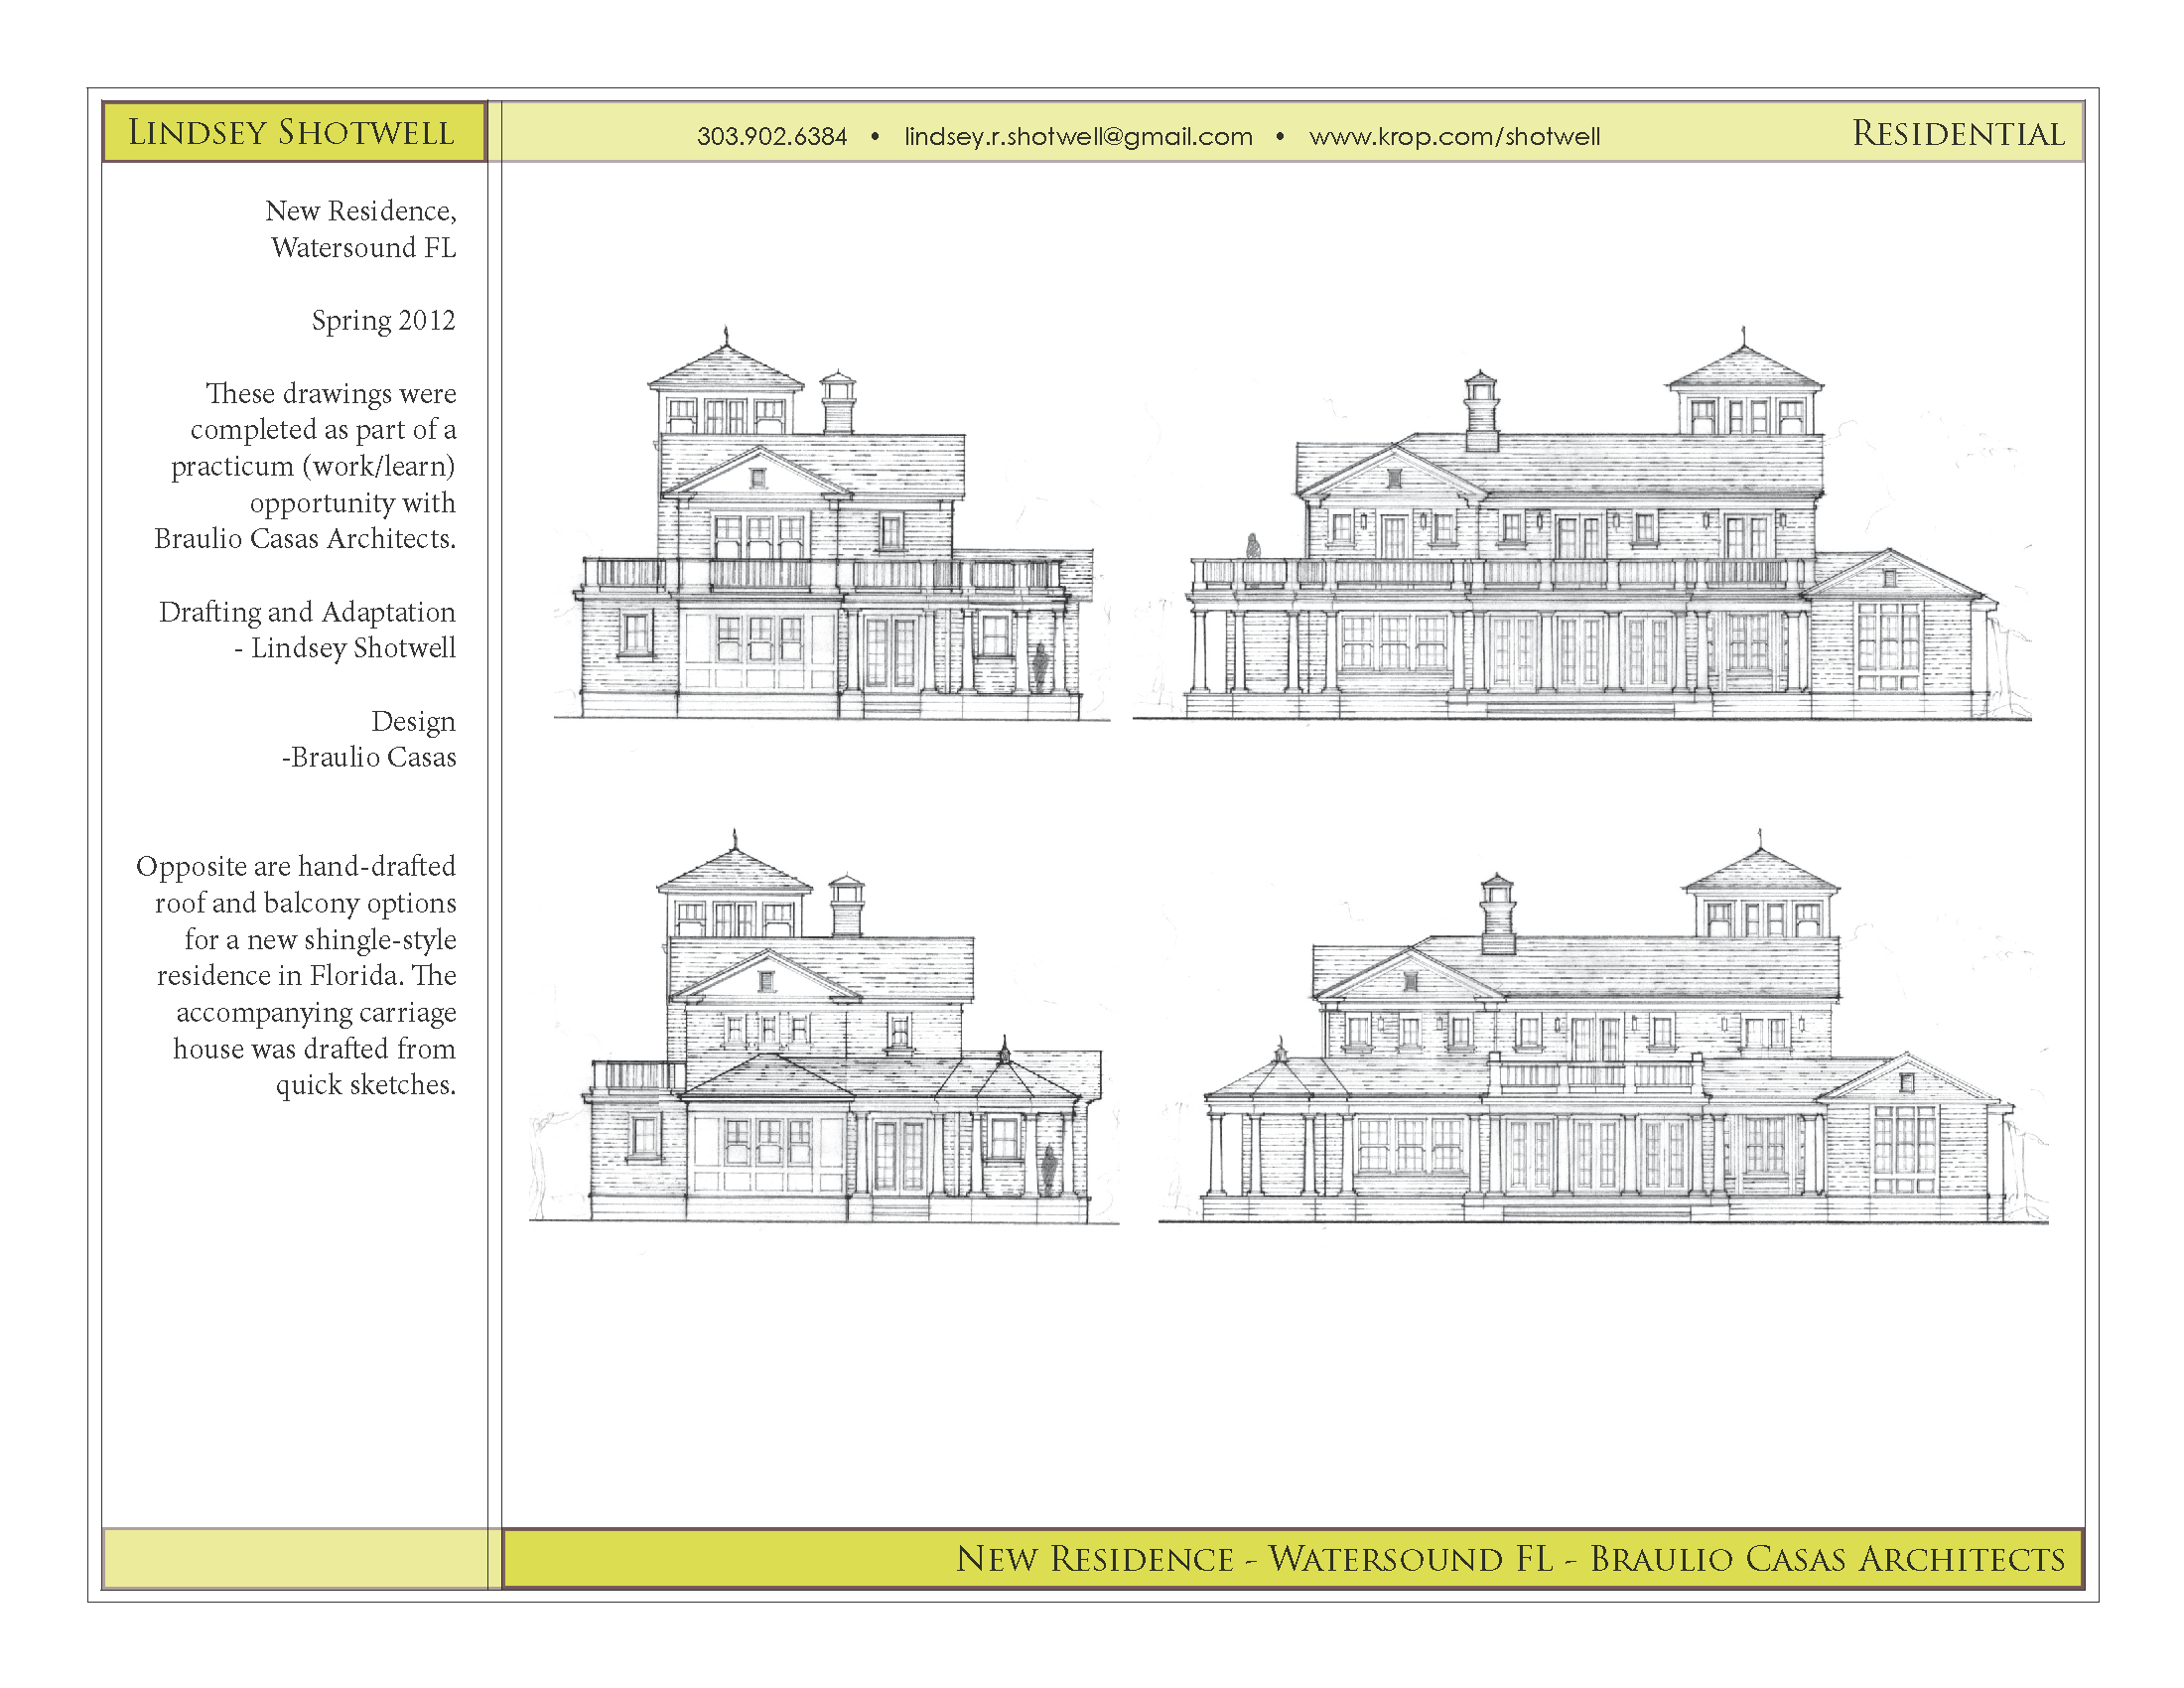 LINDSEY SHOTWELL
303.902.6384 • lindsey.r.shotwell@gmail.com • www.krop.com/shotwell
RESIDENTIAL
New Residence,
Watersound FL
Spring 2012
These drawings were
completed as part of a
practicum (work/learn)
opportunity with
Braulio Casas Architects.
Drafting and Adaptation
- Lindsey Shotwell
Design
-Braulio Casas
Opposite are hand-drafted
roof and balcony options
for a new shingle-style
residence in Florida. The
accompanying carriage
house was drafted from
quick sketches.
NEW RESIDENCE - WATERSOUND FL - BRAULIO CASAS ARCHITECTS